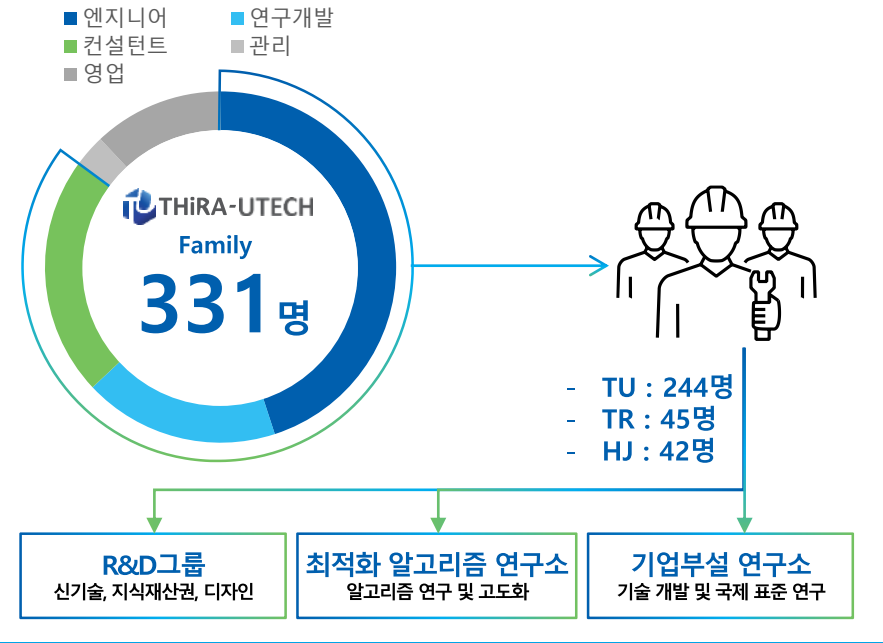 엔지니어
연구개발
컨설턴트
관리
영업
TU THiRA-UTECH
Family
331명
- TU : 244명
- TR : 45명
- HJ : 42명
R&D그룹
신기술, 지식재산권, 디자인
최적화 알고리즘 연구소
알고리즘 연구 및 고도화
기업부설 연구소
기술 개발 및 국제 표준 연구